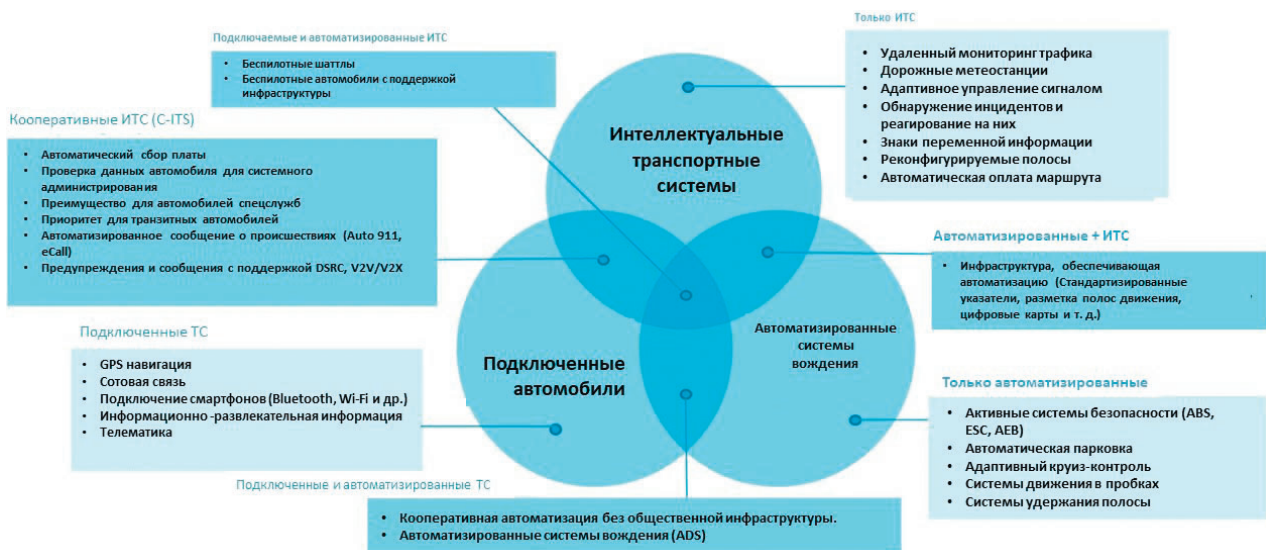 Подключаемые и автоматизированные ИТС
• Беспилотные шаттлы
• Беспилотные автомобили с поддержкой
инфраструктуры
Кооперативные ИТС (C-ITS)
• Автоматический сбор платы
• Проверка данных автомобиля для системного
администрирования
• Преимущество для автомобилей спецслужб
• Приоритет для транзитных автомобилей
• Автоматизированное сообщение о происшествиях (Auto 911,
eCall)
• Предупреждения и сообщения с поддержкой DSRC, V2V/V2X
Подключенные ТС
• GPS навигация
• Сотовая связь
• Подключение смартфонов (Bluetooth, Wi-Fi и др.)
• Информационно -развлекательная информация
• Телематика
Интеллектуальные
транспортные
системы
Подключенные
автомобили
Автоматизированные
системы
вождения
Только ИТС
• Удаленный мониторинг трафика
• Дорожные метеостанции
• Адаптивное управление сигналом
• Обнаружение инцидентов и
реагирование на них
• Знаки переменной информации
• Реконфигурируемые полосы
• Автоматическая оплата маршрута
Автоматизированные + ИТС
• Инфраструктура, обеспечивающая
автоматизацию (Стандартизированные
указатели, разметка полос движения,
цифровые карты и т. д.)
Только автоматизированные
• Активные системы безопасности (ABS,
ESC, AEB)
• Автоматическая парковка
• Адаптивный круиз-контроль
• Системы движения в пробках
• Системы удержания полосы
Подключенные и автоматизированные ТС
• Кооперативная автоматизация без общественной инфраструктуры.
• Автоматизированные системы вождения (ADS)